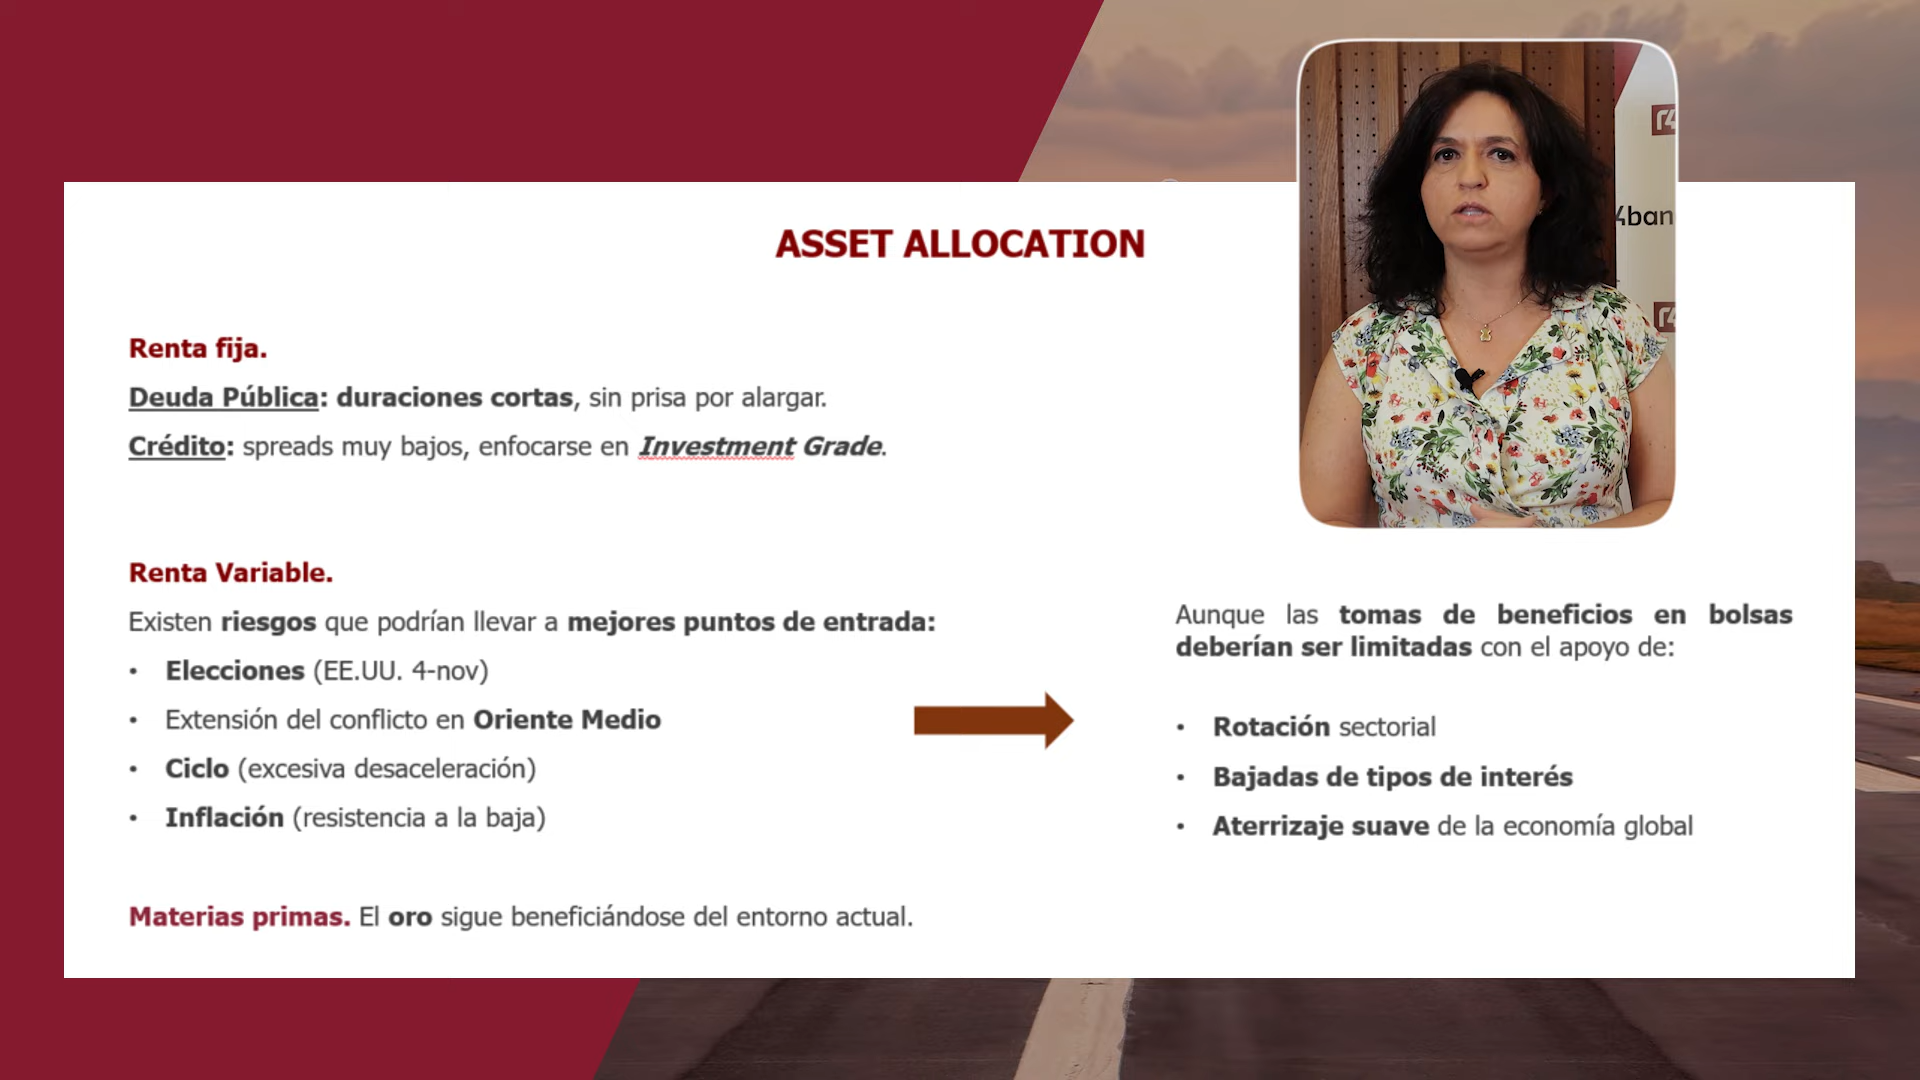 r4
4ban
r4
ASSET ALLOCATION
Renta fija.
Deuda Pública: duraciones cortas, sin prisa por alargar.
Crédito: spreads muy bajos, enfocarse en Investment Grade.
Renta Variable.
Existen riesgos que podrían llevar a mejores puntos de entrada:
• Elecciones (EE.UU. 4-nov)
• Extensión del conflicto en Oriente Medio
• Ciclo (excesiva desaceleración)
• Inflación (resistencia a la baja)
Aunque las tomas de beneficios en bolsas
deberían ser limitadas con el apoyo de:
• Rotación sectorial
• Bajadas de tipos de interés
• Aterrizaje suave de la economía global
Materias primas. El oro sigue beneficiándose del entorno actual.